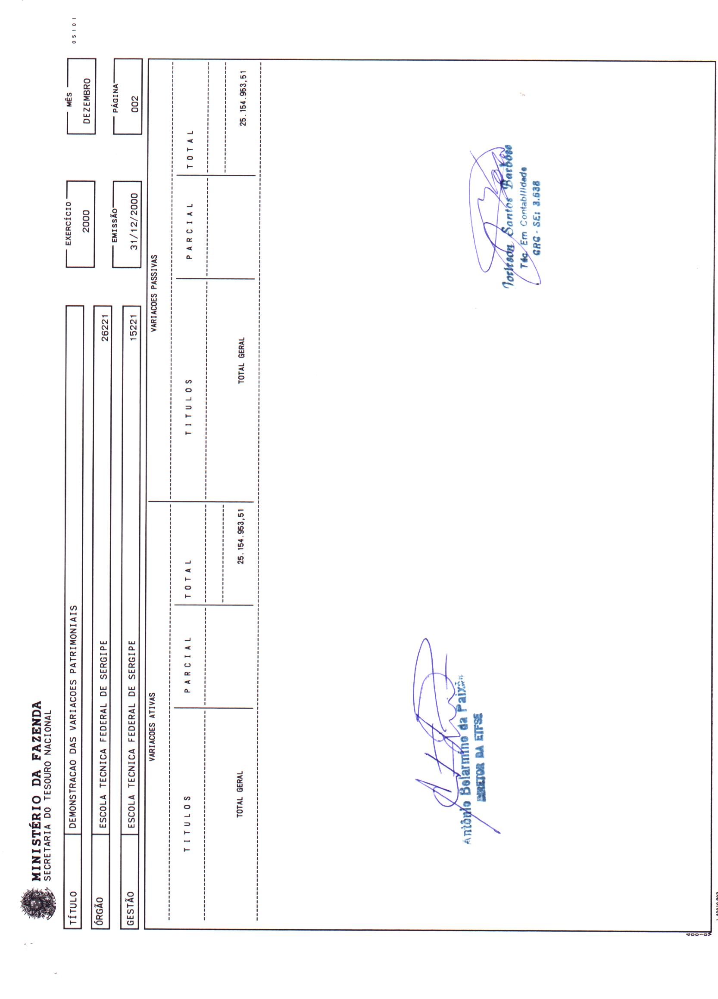 05101
MINISTÉRIO DA FAZENDA
SECRETARIA DO TESOURO NACIONAL
TÍTULO DEMONSTRACAO DAS VARIACOES PATRIMONIAIS
EXERCÍCIO
2000
MÊS
DEZEMBRO
ÓRGÃO ESCOLA TECNICA FEDERAL DE SERGIPE 26221
GESTÃO ESCOLA TECNICA FEDERAL DE SERGIPE 15221
EMISSÃO
31/12/2000
PÁGINA
002
VARIACOES ATIVAS VARIACOES PASSIVAS
TITULOS PARCIAL TOTAL TITULOS PARCIAL TOTAL
TOTAL GERAL 25.154.953,51 TOTAL GERAL 25.154.953,51
Antônio Belarmino da Paixão
DIRETOR DA ETFSE
Santos Barboso
Téc. Em Contabilidade
CRC - SE: 3.638